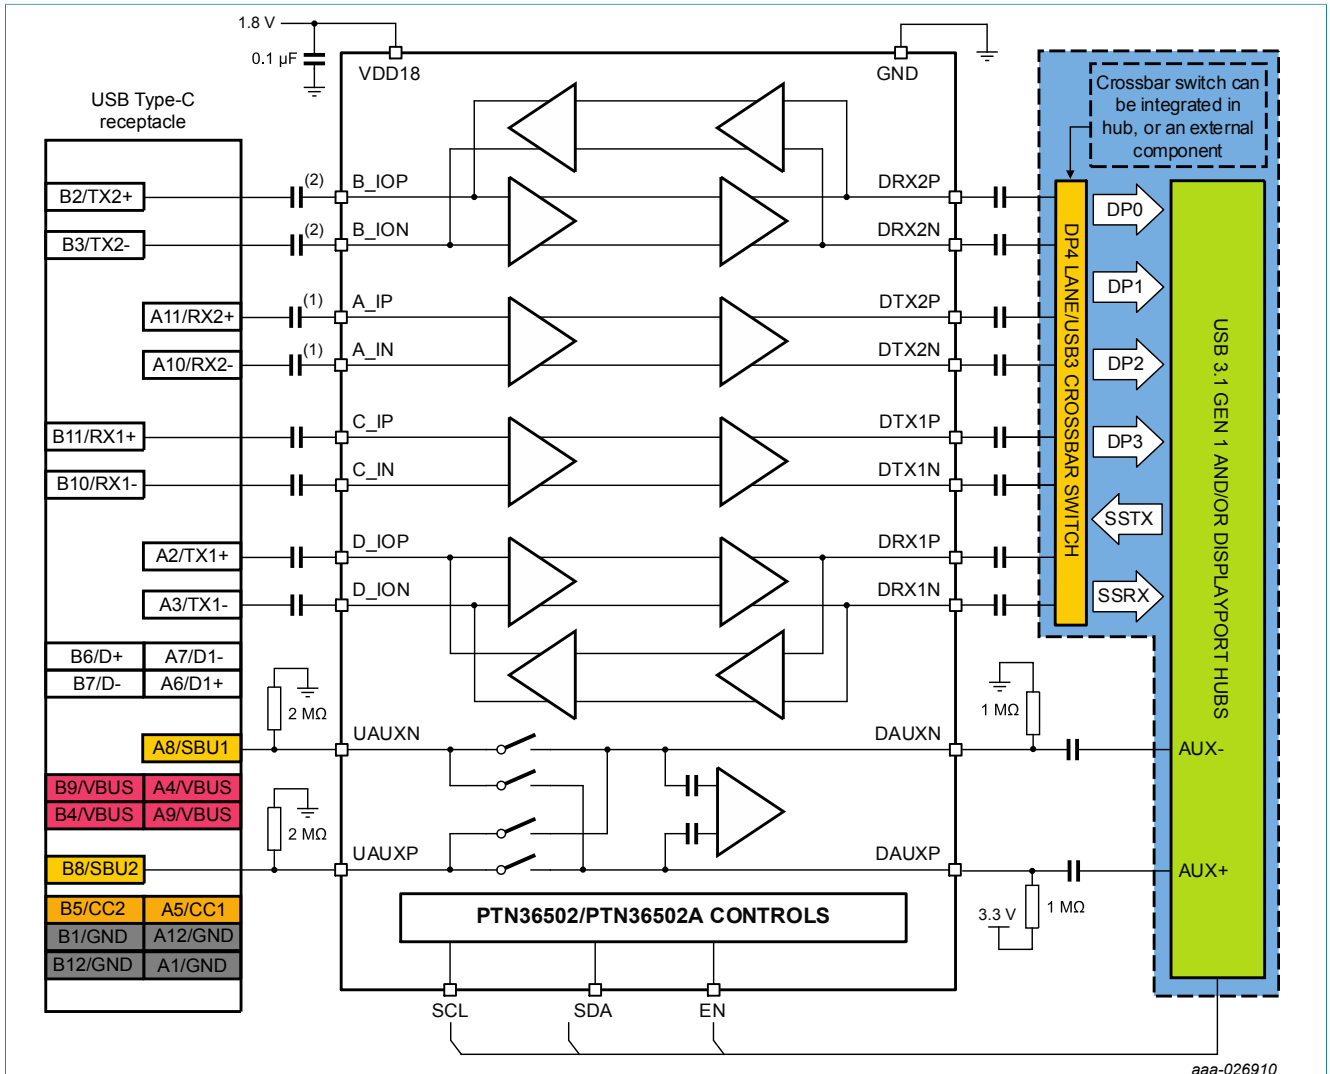 1.8 V
0.1 µF
VDD18
GND
Crossbar switch can
be integrated in
hub, or an external
component
USB Type-C
receptacle
B2/TX2+
(2)
B_IOP
DRX2P
DP0
B3/TX2-
(2)
B_ION
DRX2N
A11/RX2+
(1)
A_IP
DTX2P
DP1
A10/RX2-
(1)
A_IN
DTX2N
DP2
B11/RX1+
C_IP
DTX1P
DP3
B10/RX1-
C_IN
DTX1N
SSTX
A2/TX1+
D_IOP
DRX1P
A3/TX1-
D_ION
DRX1N
SSRX
DP4 LANE/USB3 CROSSBAR SWITCH
USB 3.1 GEN 1 AND/OR DISPLAYPORT HUBS
B6/D+ A7/D1-
B7/D- A6/D1+
2 MΩ
1 MΩ
A8/SBU1
UAUXN
DAUXN
AUX-
B9/VBUS A4/VBUS
B4/VBUS A9/VBUS
2 MΩ
B8/SBU2
UAUXP
DAUXP
AUX+
B5/CC2 A5/CC1
B1/GND A12/GND
B12/GND A1/GND
PTN36502/PTN36502A CONTROLS
3.3 V
1 MΩ
SCL
SDA
EN
aaa-026910